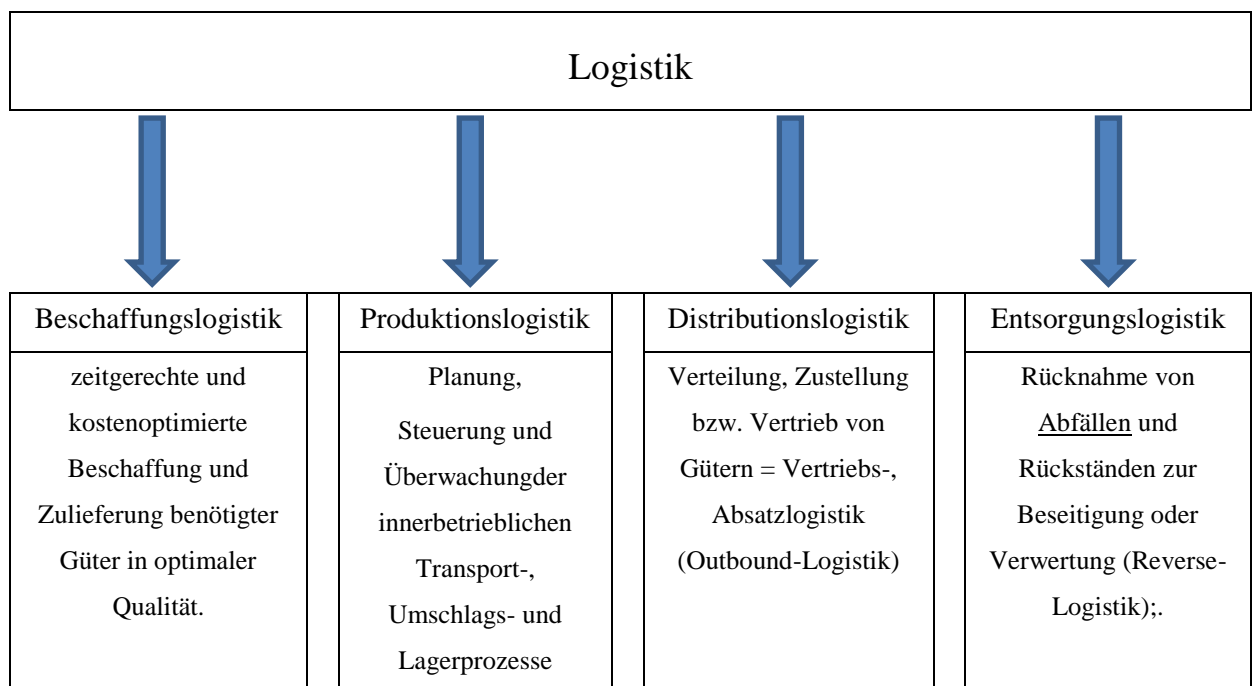 Logistik
Beschaffungslogistik
zeitgerechte und
kostenoptimierte
Beschaffung und
Zulieferung benötigter
Güter in optimaler
Qualität.
Produktionslogistik
Planung,
Steuerung und
Überwachungder
innerbetrieblichen
Transport-,
Umschlags- und
Lagerprozesse
Distributionslogistik
Verteilung, Zustellung
bzw. Vertrieb von
Gütern = Vertriebs-,
Absatzlogistik
(Outbound-Logistik)
Entsorgungslogistik
Rücknahme von
Abfällen und
Rückständen zur
Beseitigung oder
Verwertung (Reverse-
Logistik);.